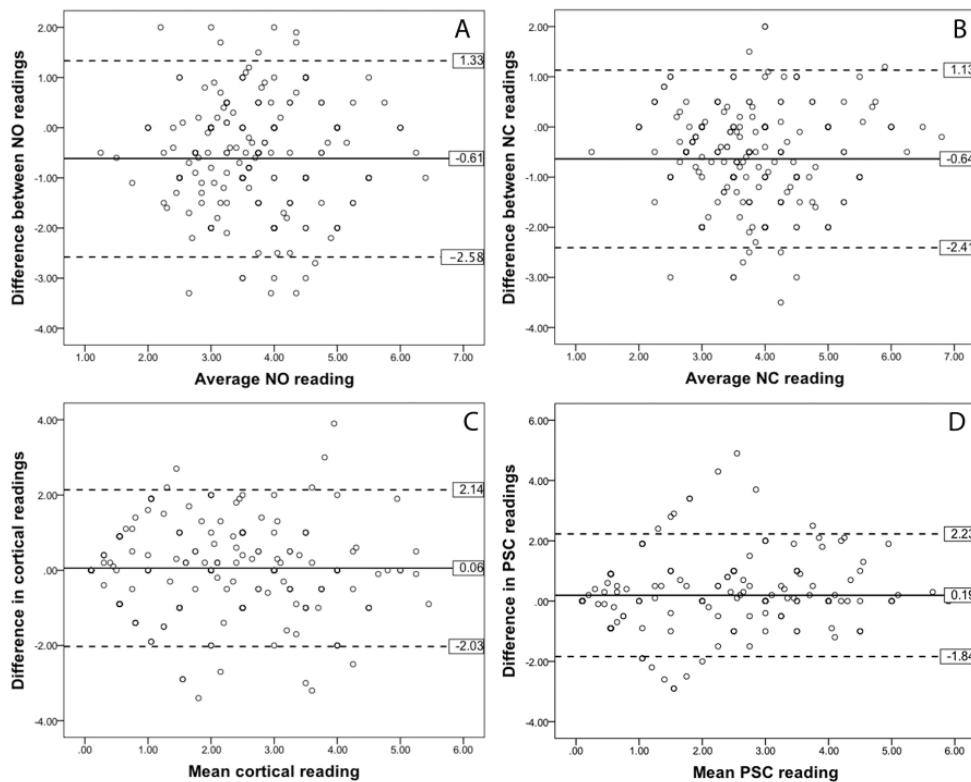 A
2.00
1.33
1.00
.00
-0.61
-1.00
-2.00
-2.58
-3.00
-4.00
1.00 2.00 3.00 4.00 5.00 6.00 7.00
Difference between NO readings
Average NO reading
B
2.00
1.13
1.00
.00
-0.64
-1.00
-2.00
-2.41
-3.00
-4.00
1.00 2.00 3.00 4.00 5.00 6.00 7.00
Difference between NC readings
Average NC reading
C
4.00
2.14
2.00
0.06
.00
-2.00
-2.03
-4.00
.00 1.00 2.00 3.00 4.00 5.00 6.00
Difference in cortical readings
Mean cortical reading
D
6.00
4.00
2.23
2.00
0.19
.00
-1.84
-2.00
-4.00
.00 1.00 2.00 3.00 4.00 5.00 6.00
Difference in PSC readings
Mean PSC reading